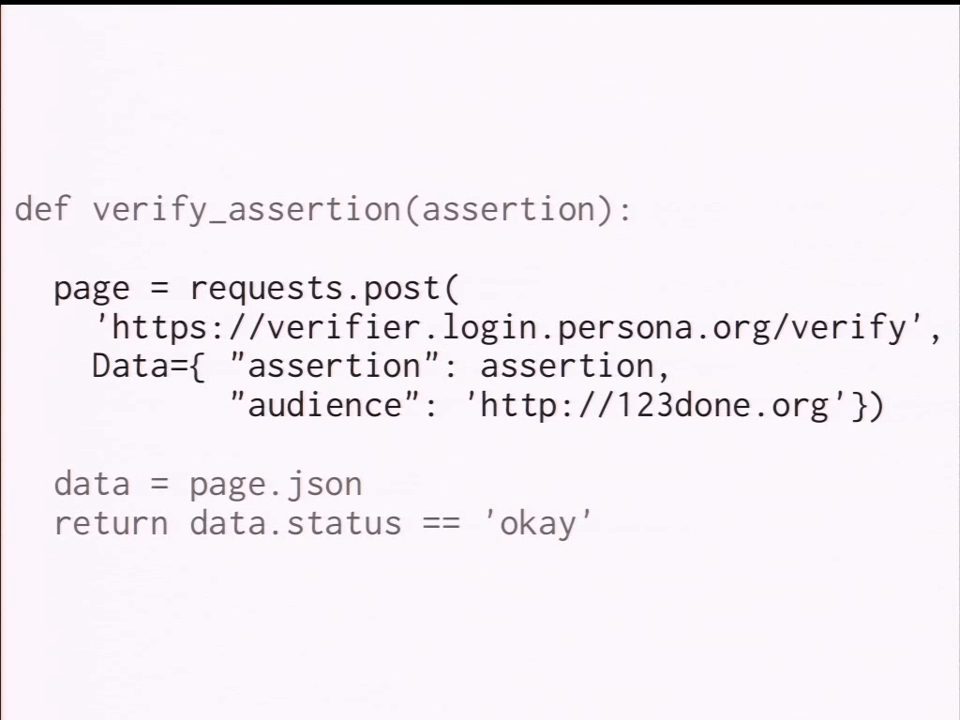 def verify_assertion(assertion):
page = requests.post(
'https://verifier.login.persona.org/verify',
Data={ "assertion": assertion,
"audience": 'http://123done.org'})
data = page.json
return data.status == 'okay'